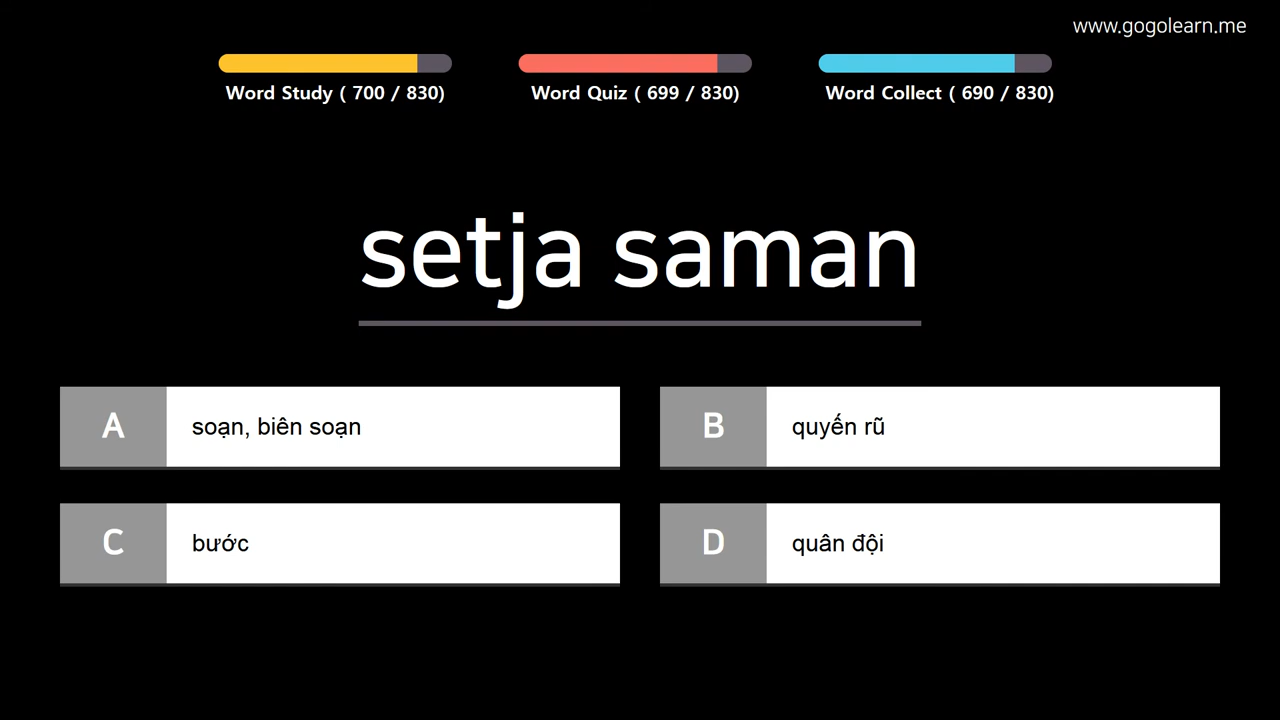 www.gogolearn.me
Word Study ( 700 / 830)
Word Quiz ( 699 / 830)
Word Collect ( 690 / 830)
setja saman
A
soạn, biên soạn
B
quyến rũ
C
bước
D
quân đội